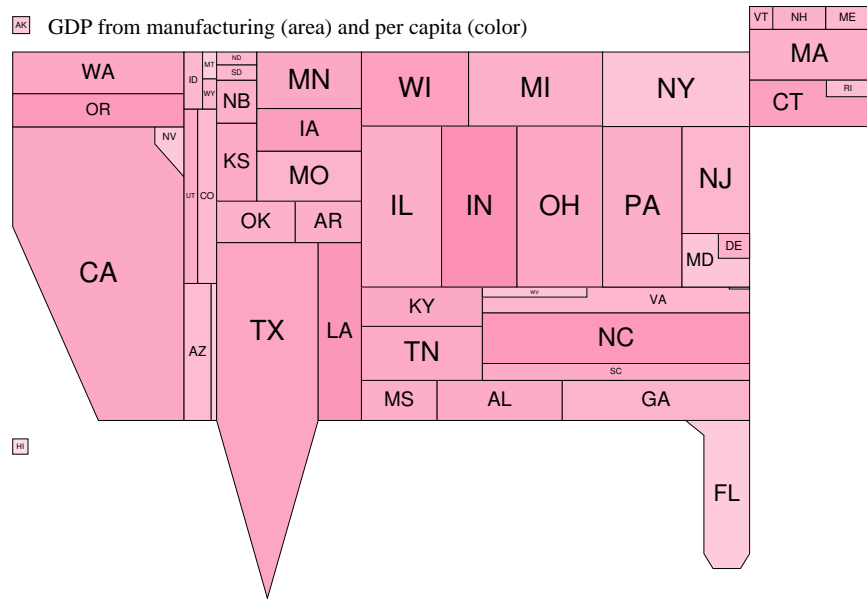 AK GDP from manufacturing (area) and per capita (color)
VT NH ME
MA
RI
CT
WA
OR
NV
CA
ID MT
WY
UT CO
AZ
ND
SD
NB
KS
OK AR
TX LA
MN
IA
MO
WI MI NY
IL IN OH PA NJ
DE
MD
KY
TN
WV
VA
NC
SC
MS AL GA
FL
HI